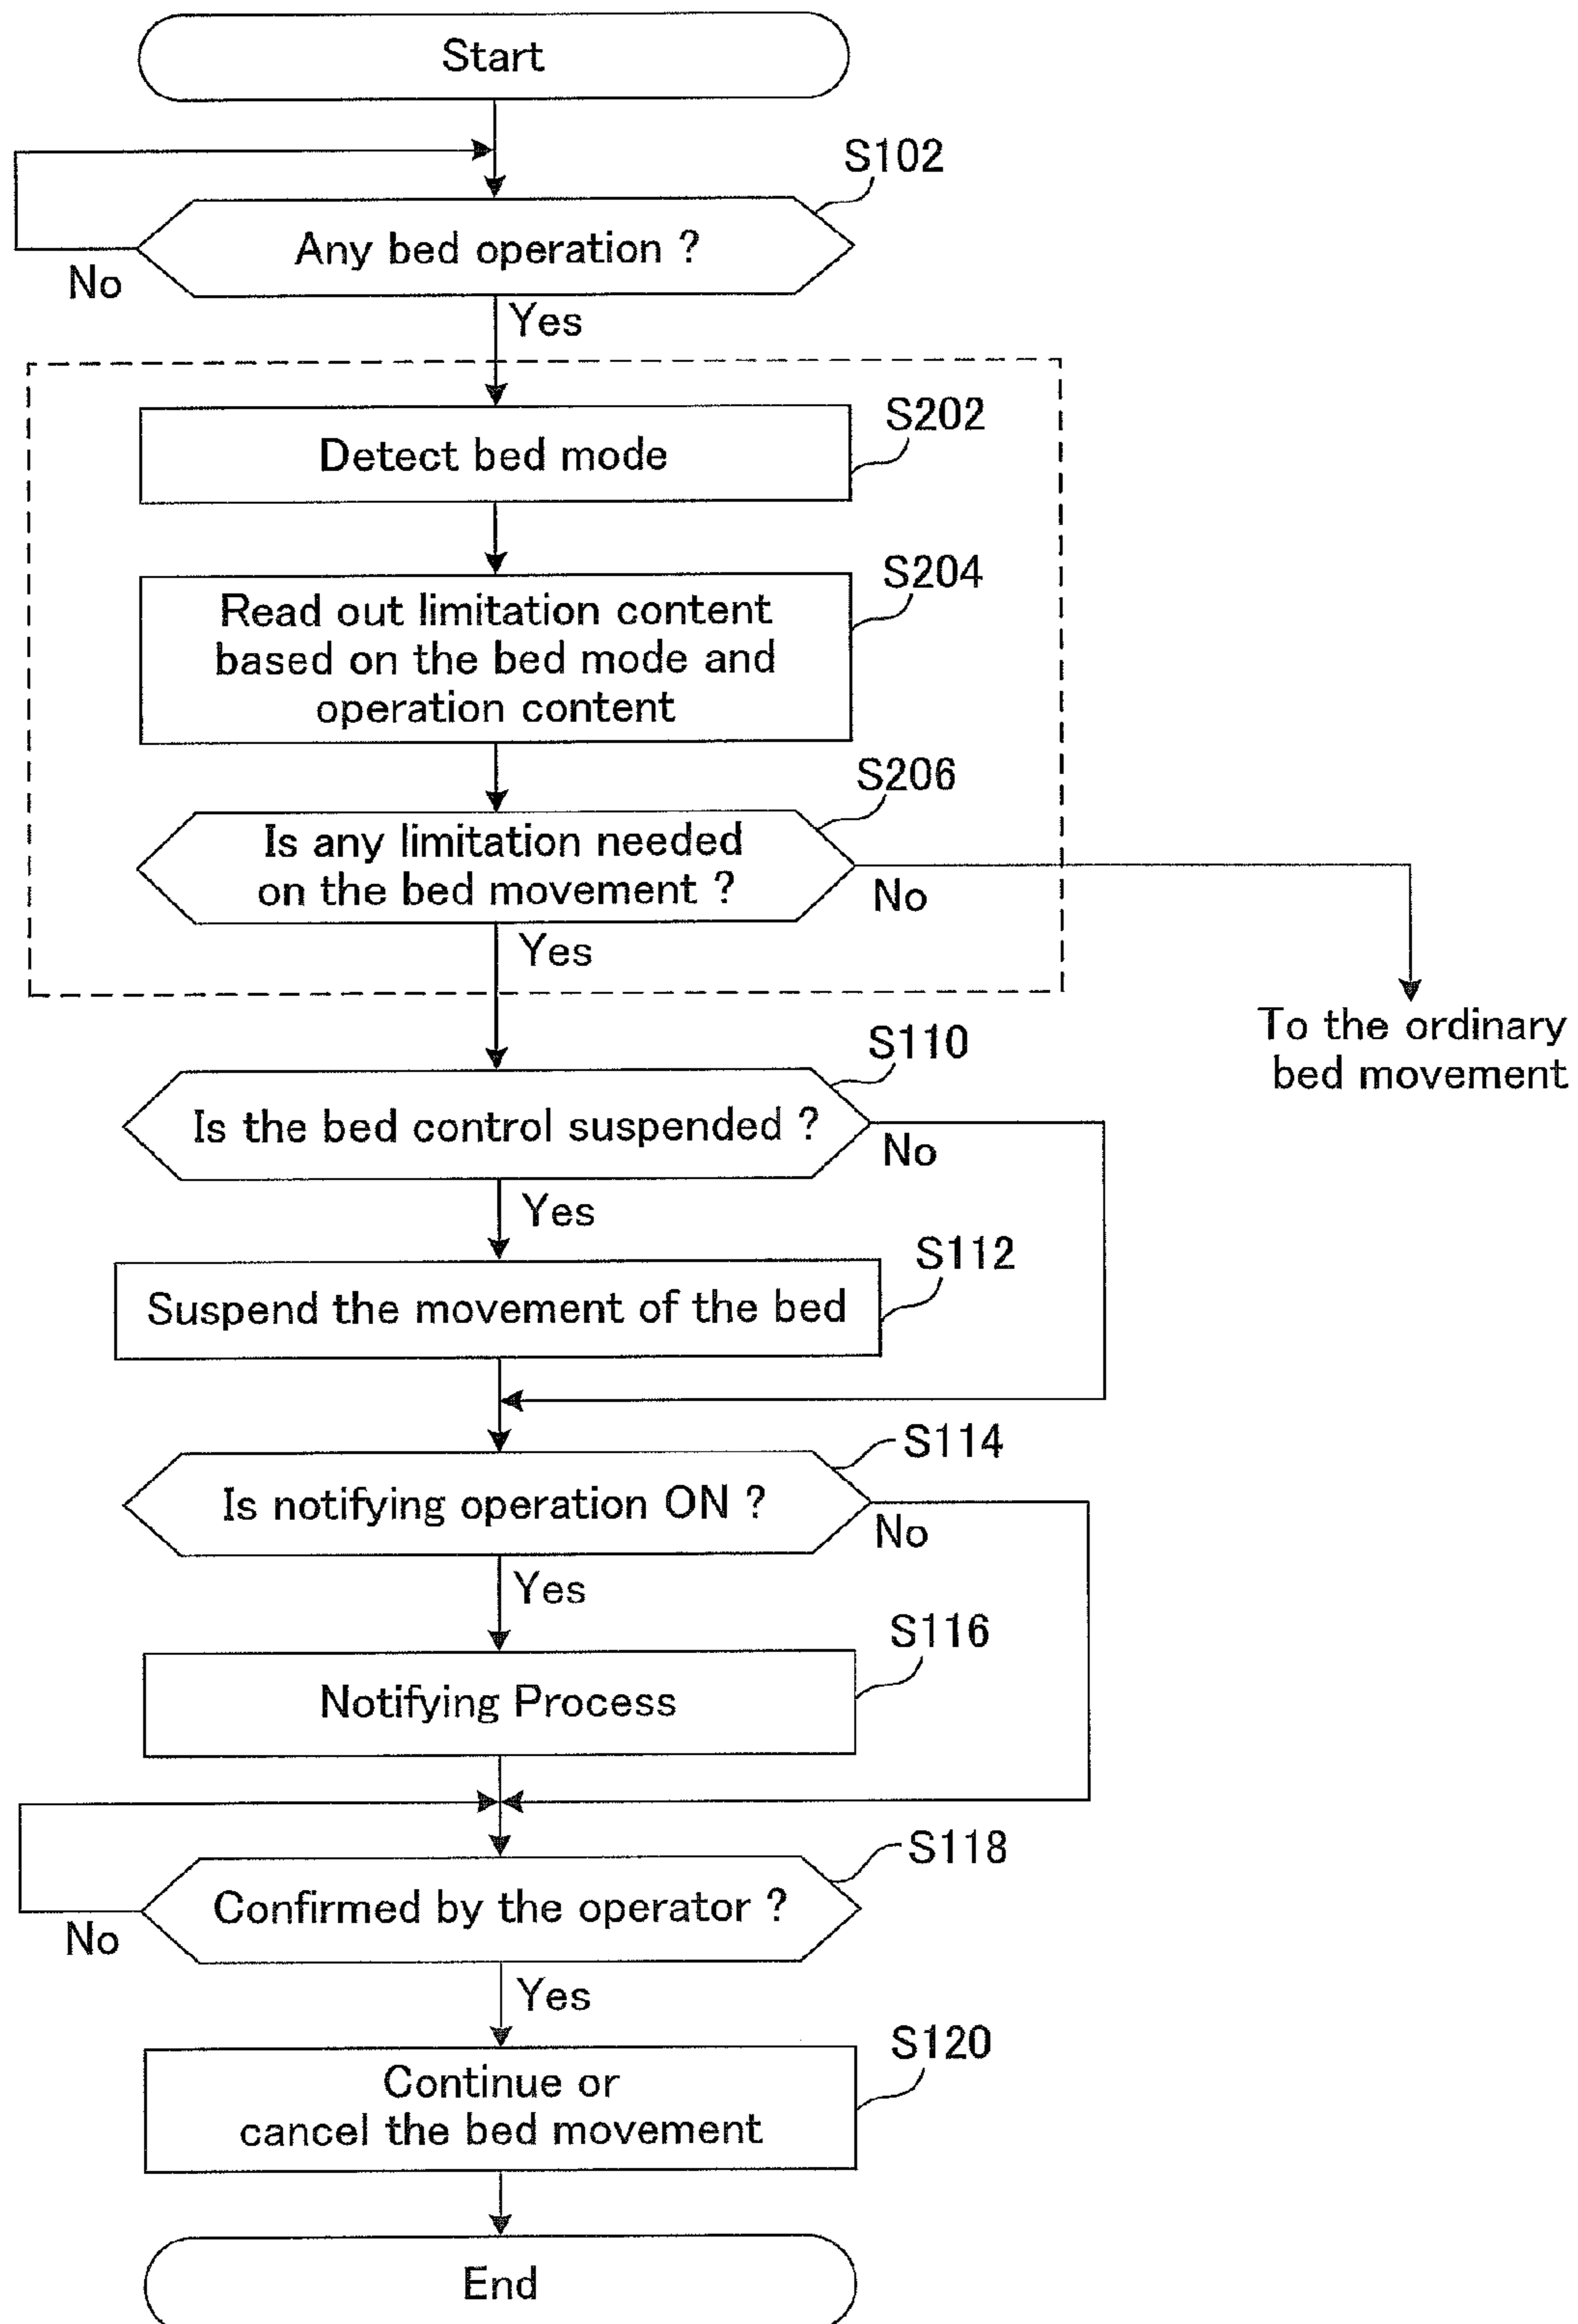 Start
S102
Any bed operation ?
No
Yes
S202
Detect bed mode
S204
Read out limitation content
based on the bed mode and
operation content
S206
Is any limitation needed
on the bed movement ?
No
Yes
To the ordinary
bed movement
S110
Is the bed control suspended ?
No
Yes
S112
Suspend the movement of the bed
S114
Is notifying operation ON ?
No
Yes
S116
Notifying Process
S118
Confirmed by the operator ?
No
Yes
S120
Continue or
cancel the bed movement
End